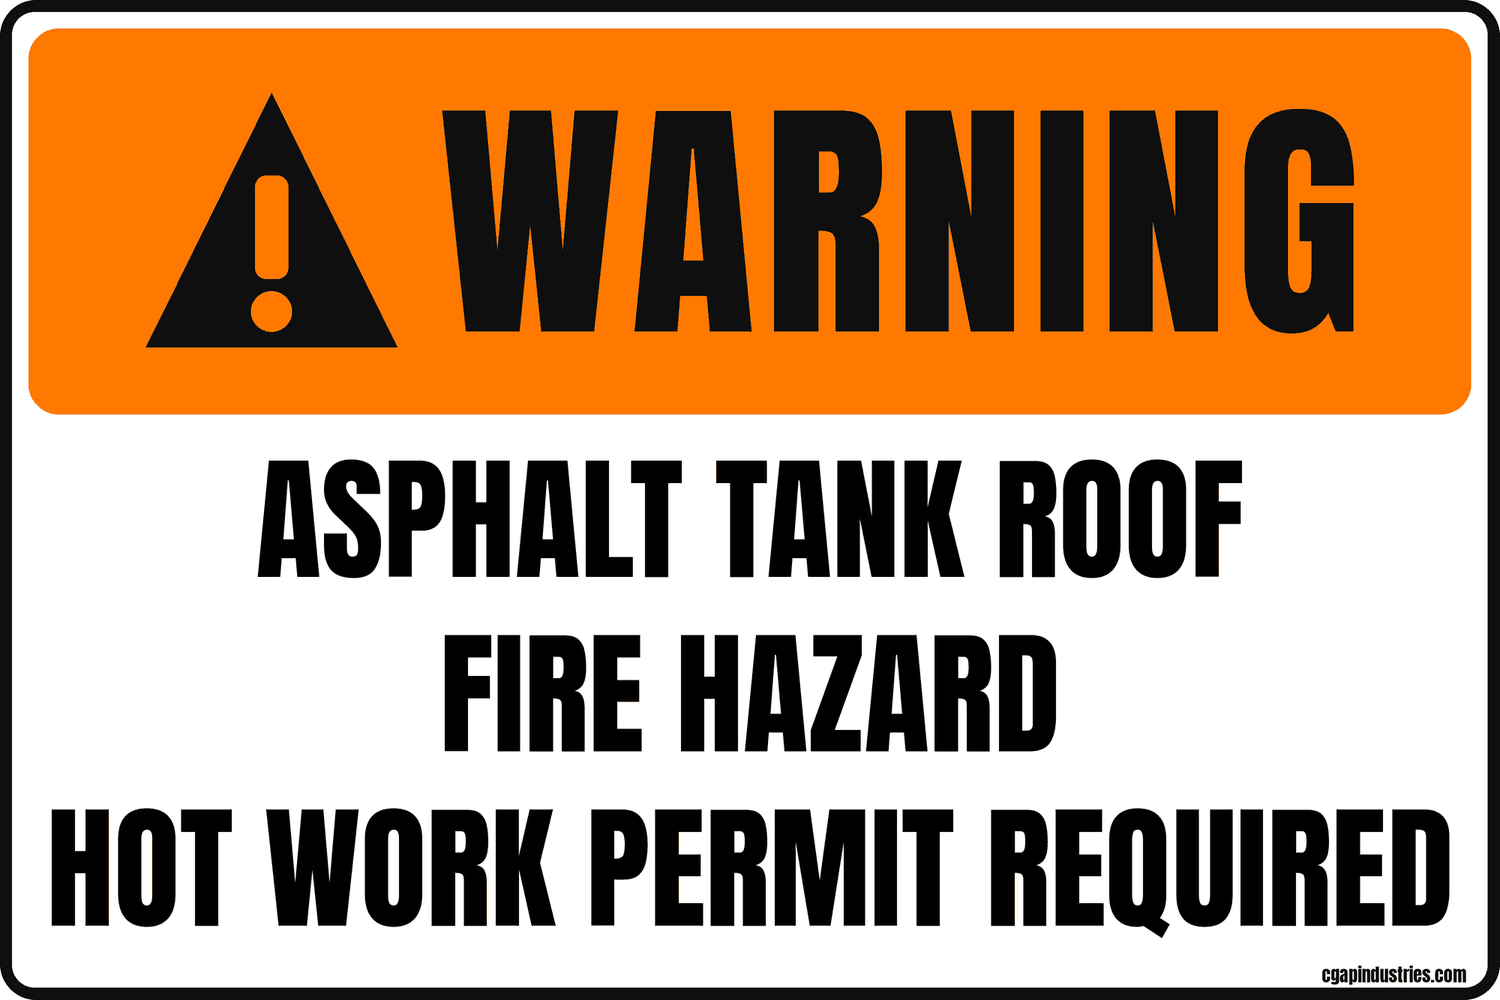 WARNING
ASPHALT TANK ROOF
FIRE HAZARD
HOT WORK PERMIT REQUIRED
cgapindustries.com